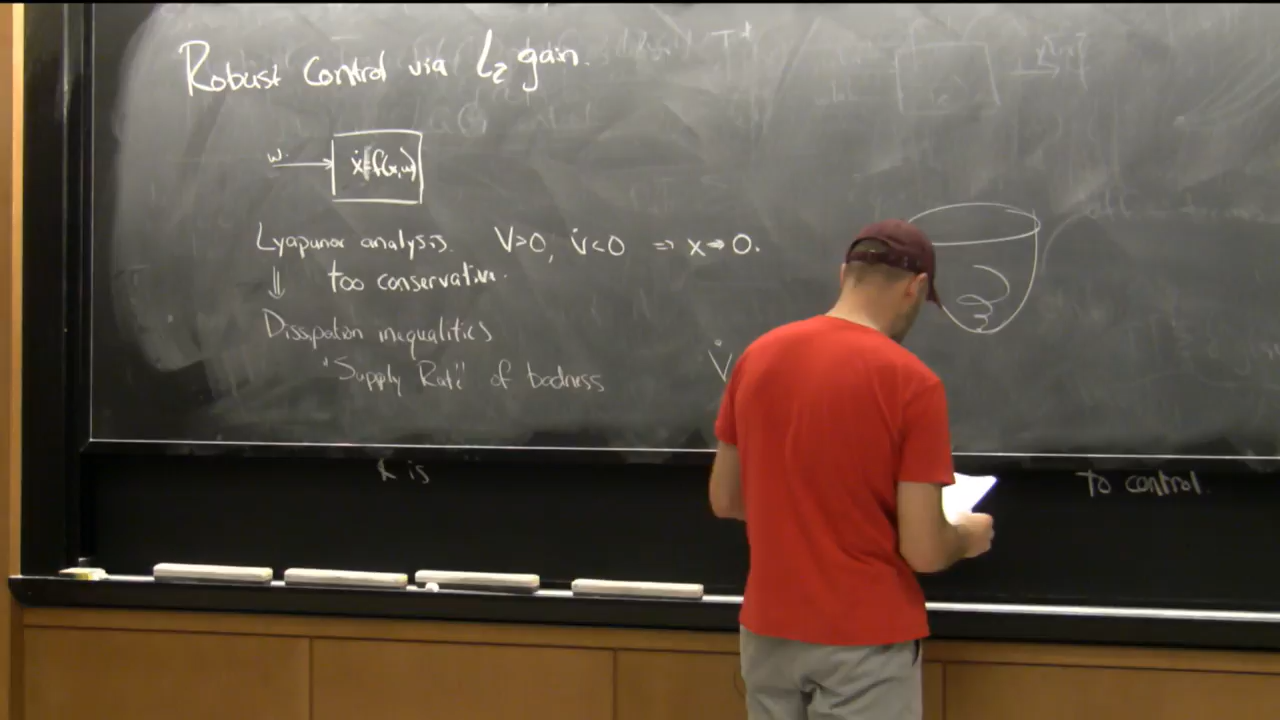 Robust Control via L₂ gain.
w.
ẋ=f(x,w)
Lyapunov analysis. V>0, V̇<0 ⇒ x→0.
⇓ too conservative.
Dissipation inequalities
"Supply Rate" of badness
V̇
is
to control.